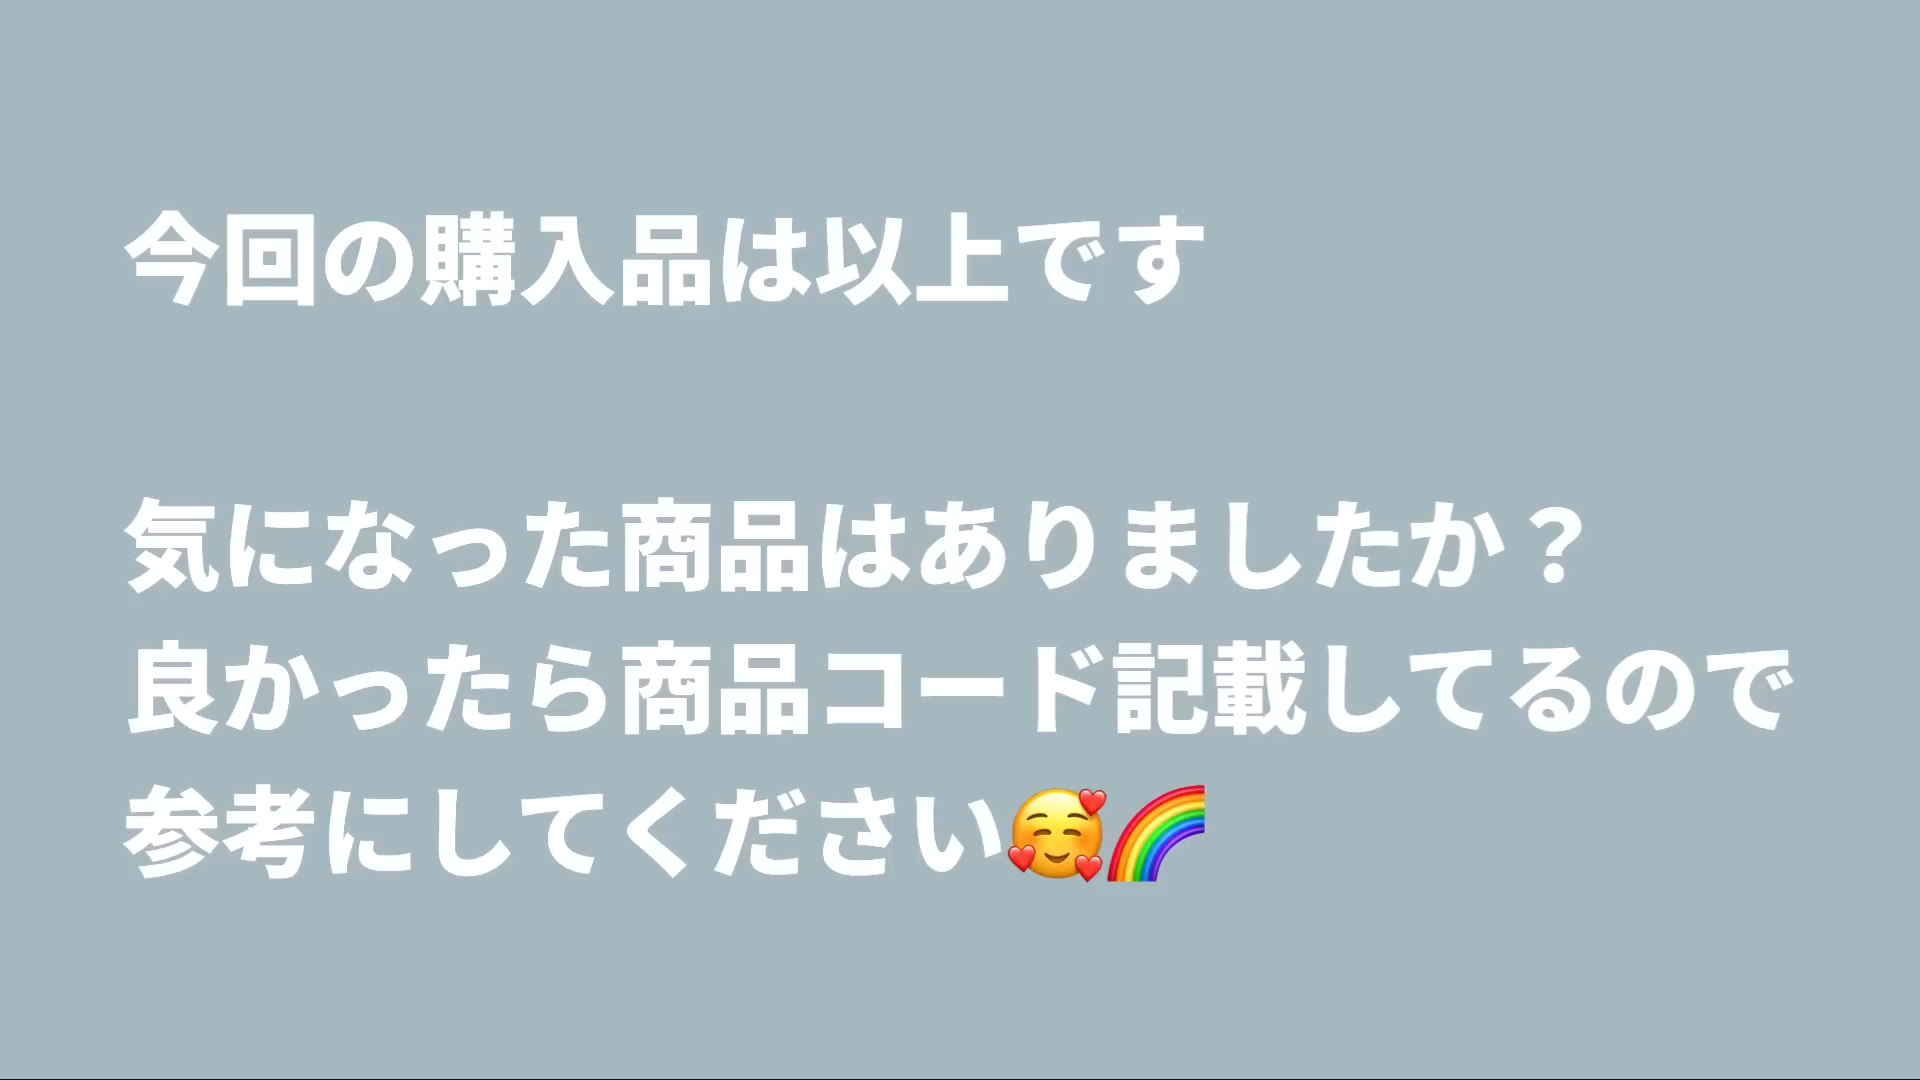 今回の購入品は以上です
気になった商品はありましたか？
良かったら商品コード記載してるので
参考にしてください🥰🌈